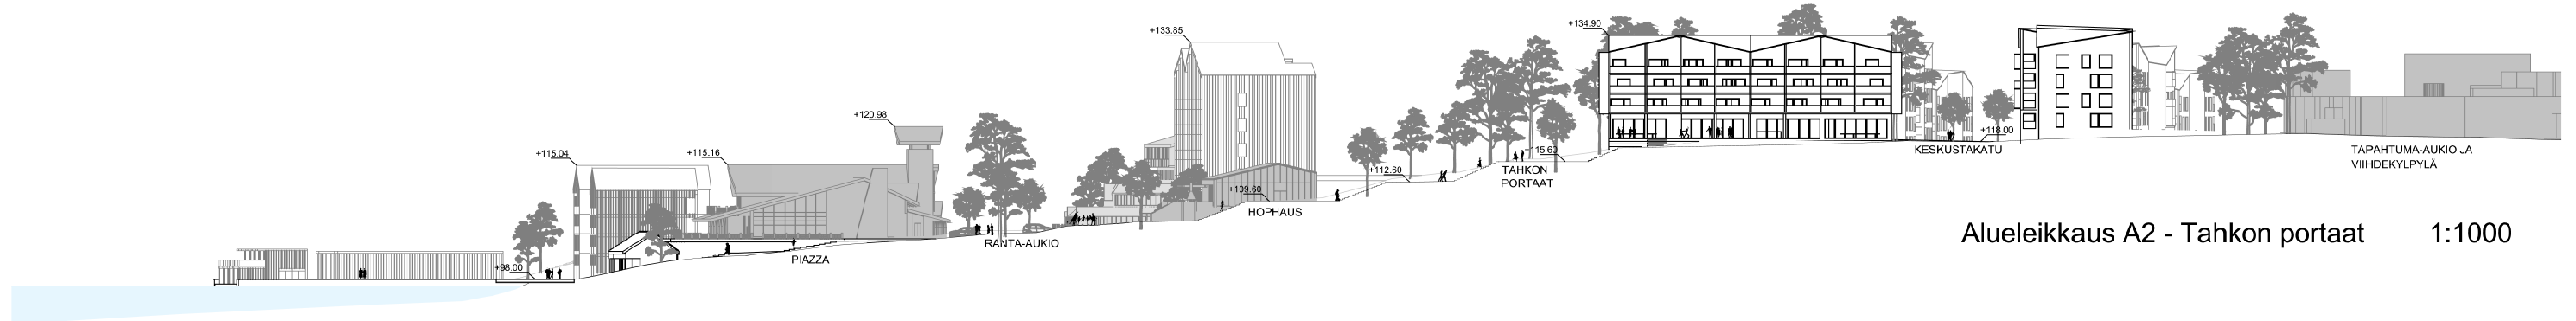 +134.90
+133.85
+120.98
+118.00
+115.04
+115.16
+115.60
KESKUSTAKATU
TAPAHTUMA-AUKIO JA
VIIHDEKYLPYLÄ
+112.60
TAHKON
PORTAAT
+109.60
HOPHAUS
RANTA-AUKIO
PIAZZA
+98.00
Alueleikkaus A2 - Tahkon portaat 1:1000